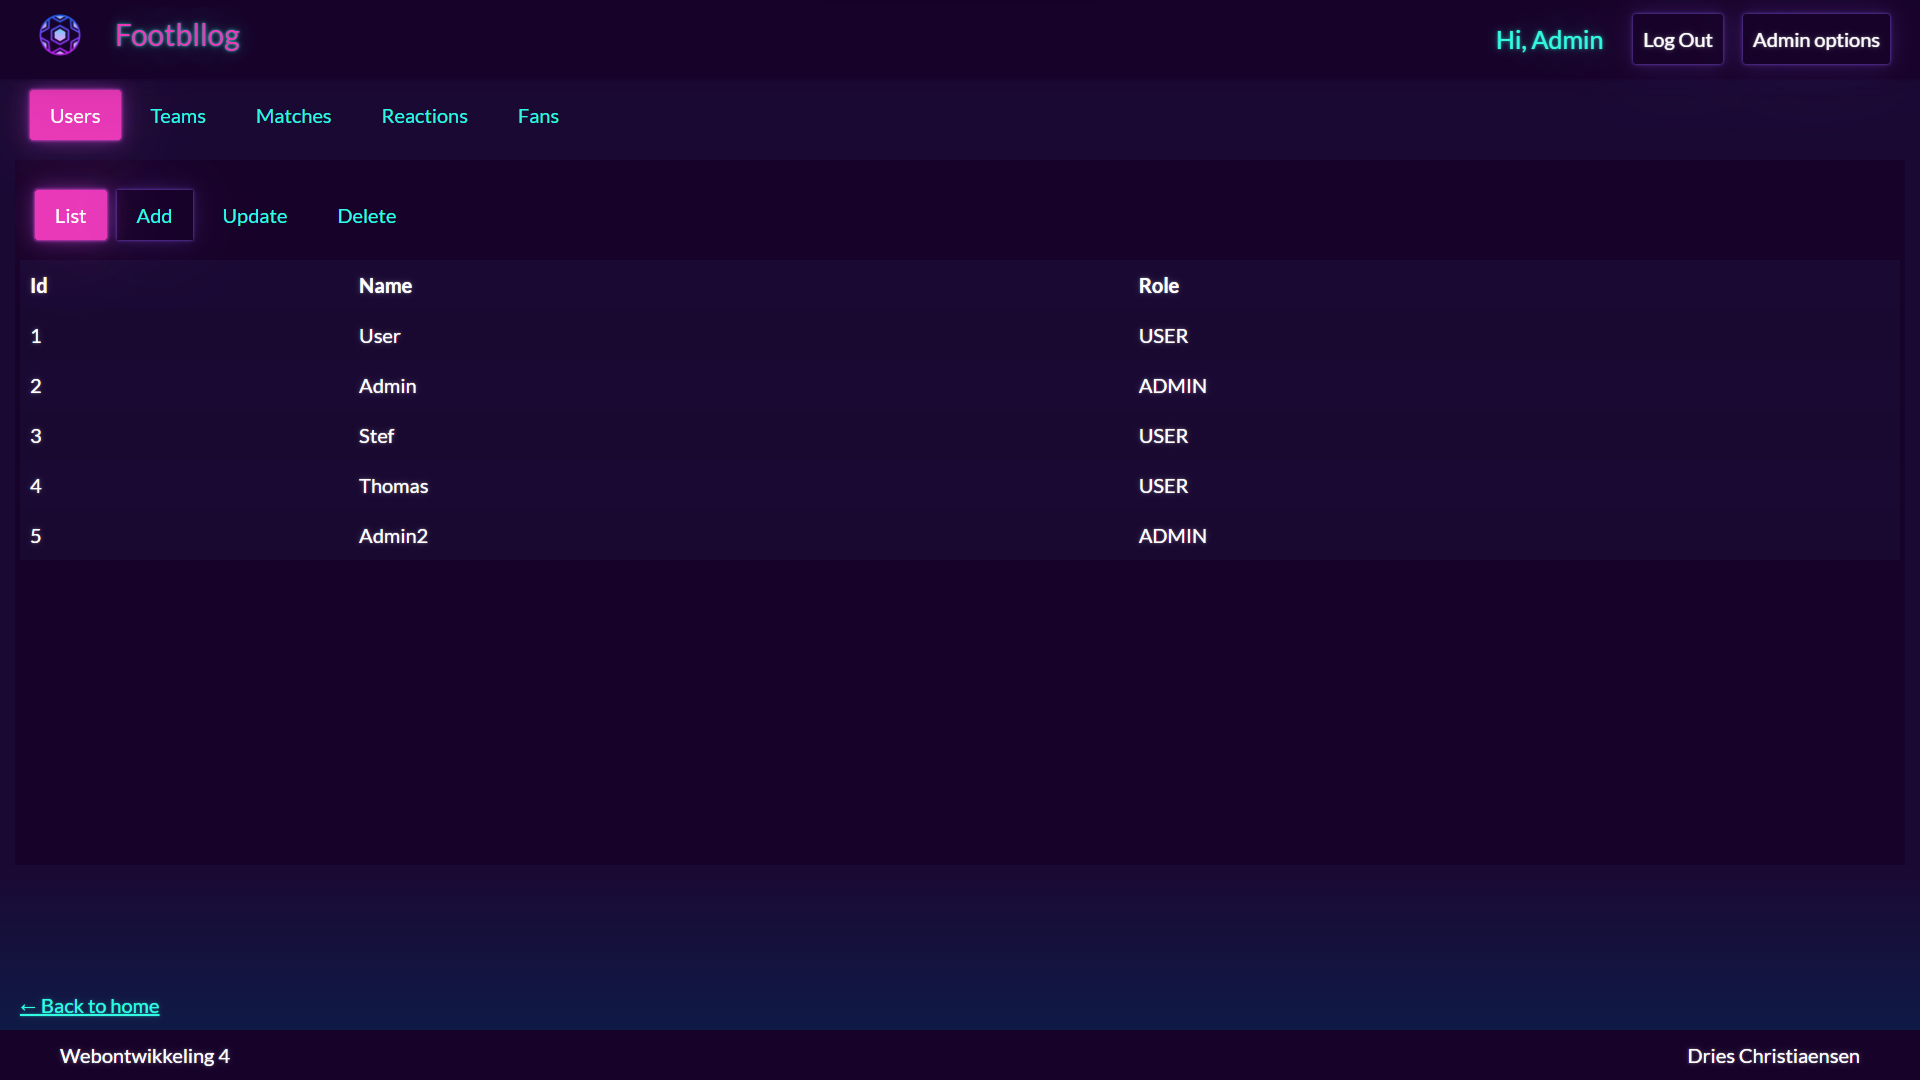 Footbllog
Hi, Admin Log Out Admin options
Users Teams Matches Reactions Fans
List Add Update Delete
Id Name Role
1 User USER
2 Admin ADMIN
3 Stef USER
4 Thomas USER
5 Admin2 ADMIN
← Back to home
Webontwikkeling 4 Dries Christiaensen